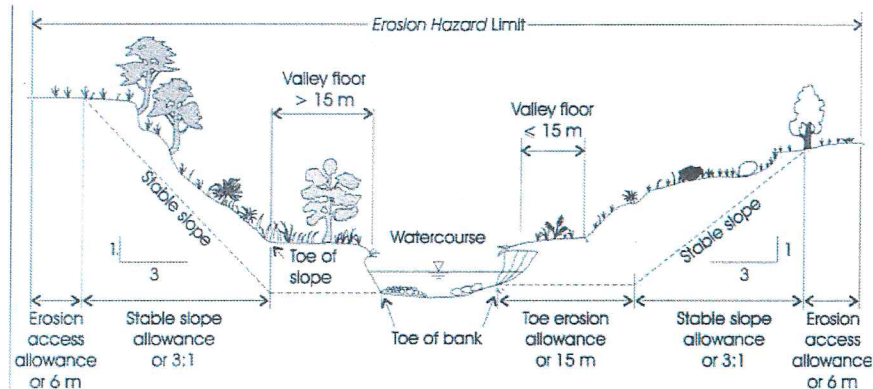 Erosion Hazard Limit
Valley floor
> 15 m
Valley floor
< 15 m
Stable slope
1
3
Toe of
slope
Watercourse
Stable slope
1
3
Erosion
access
allowance
or 6 m
Stable slope
allowance
or 3:1
Toe of bank
Toe erosion
allowance
or 15 m
Stable slope
allowance
or 3:1
Erosion
access
allowance
or 6 m